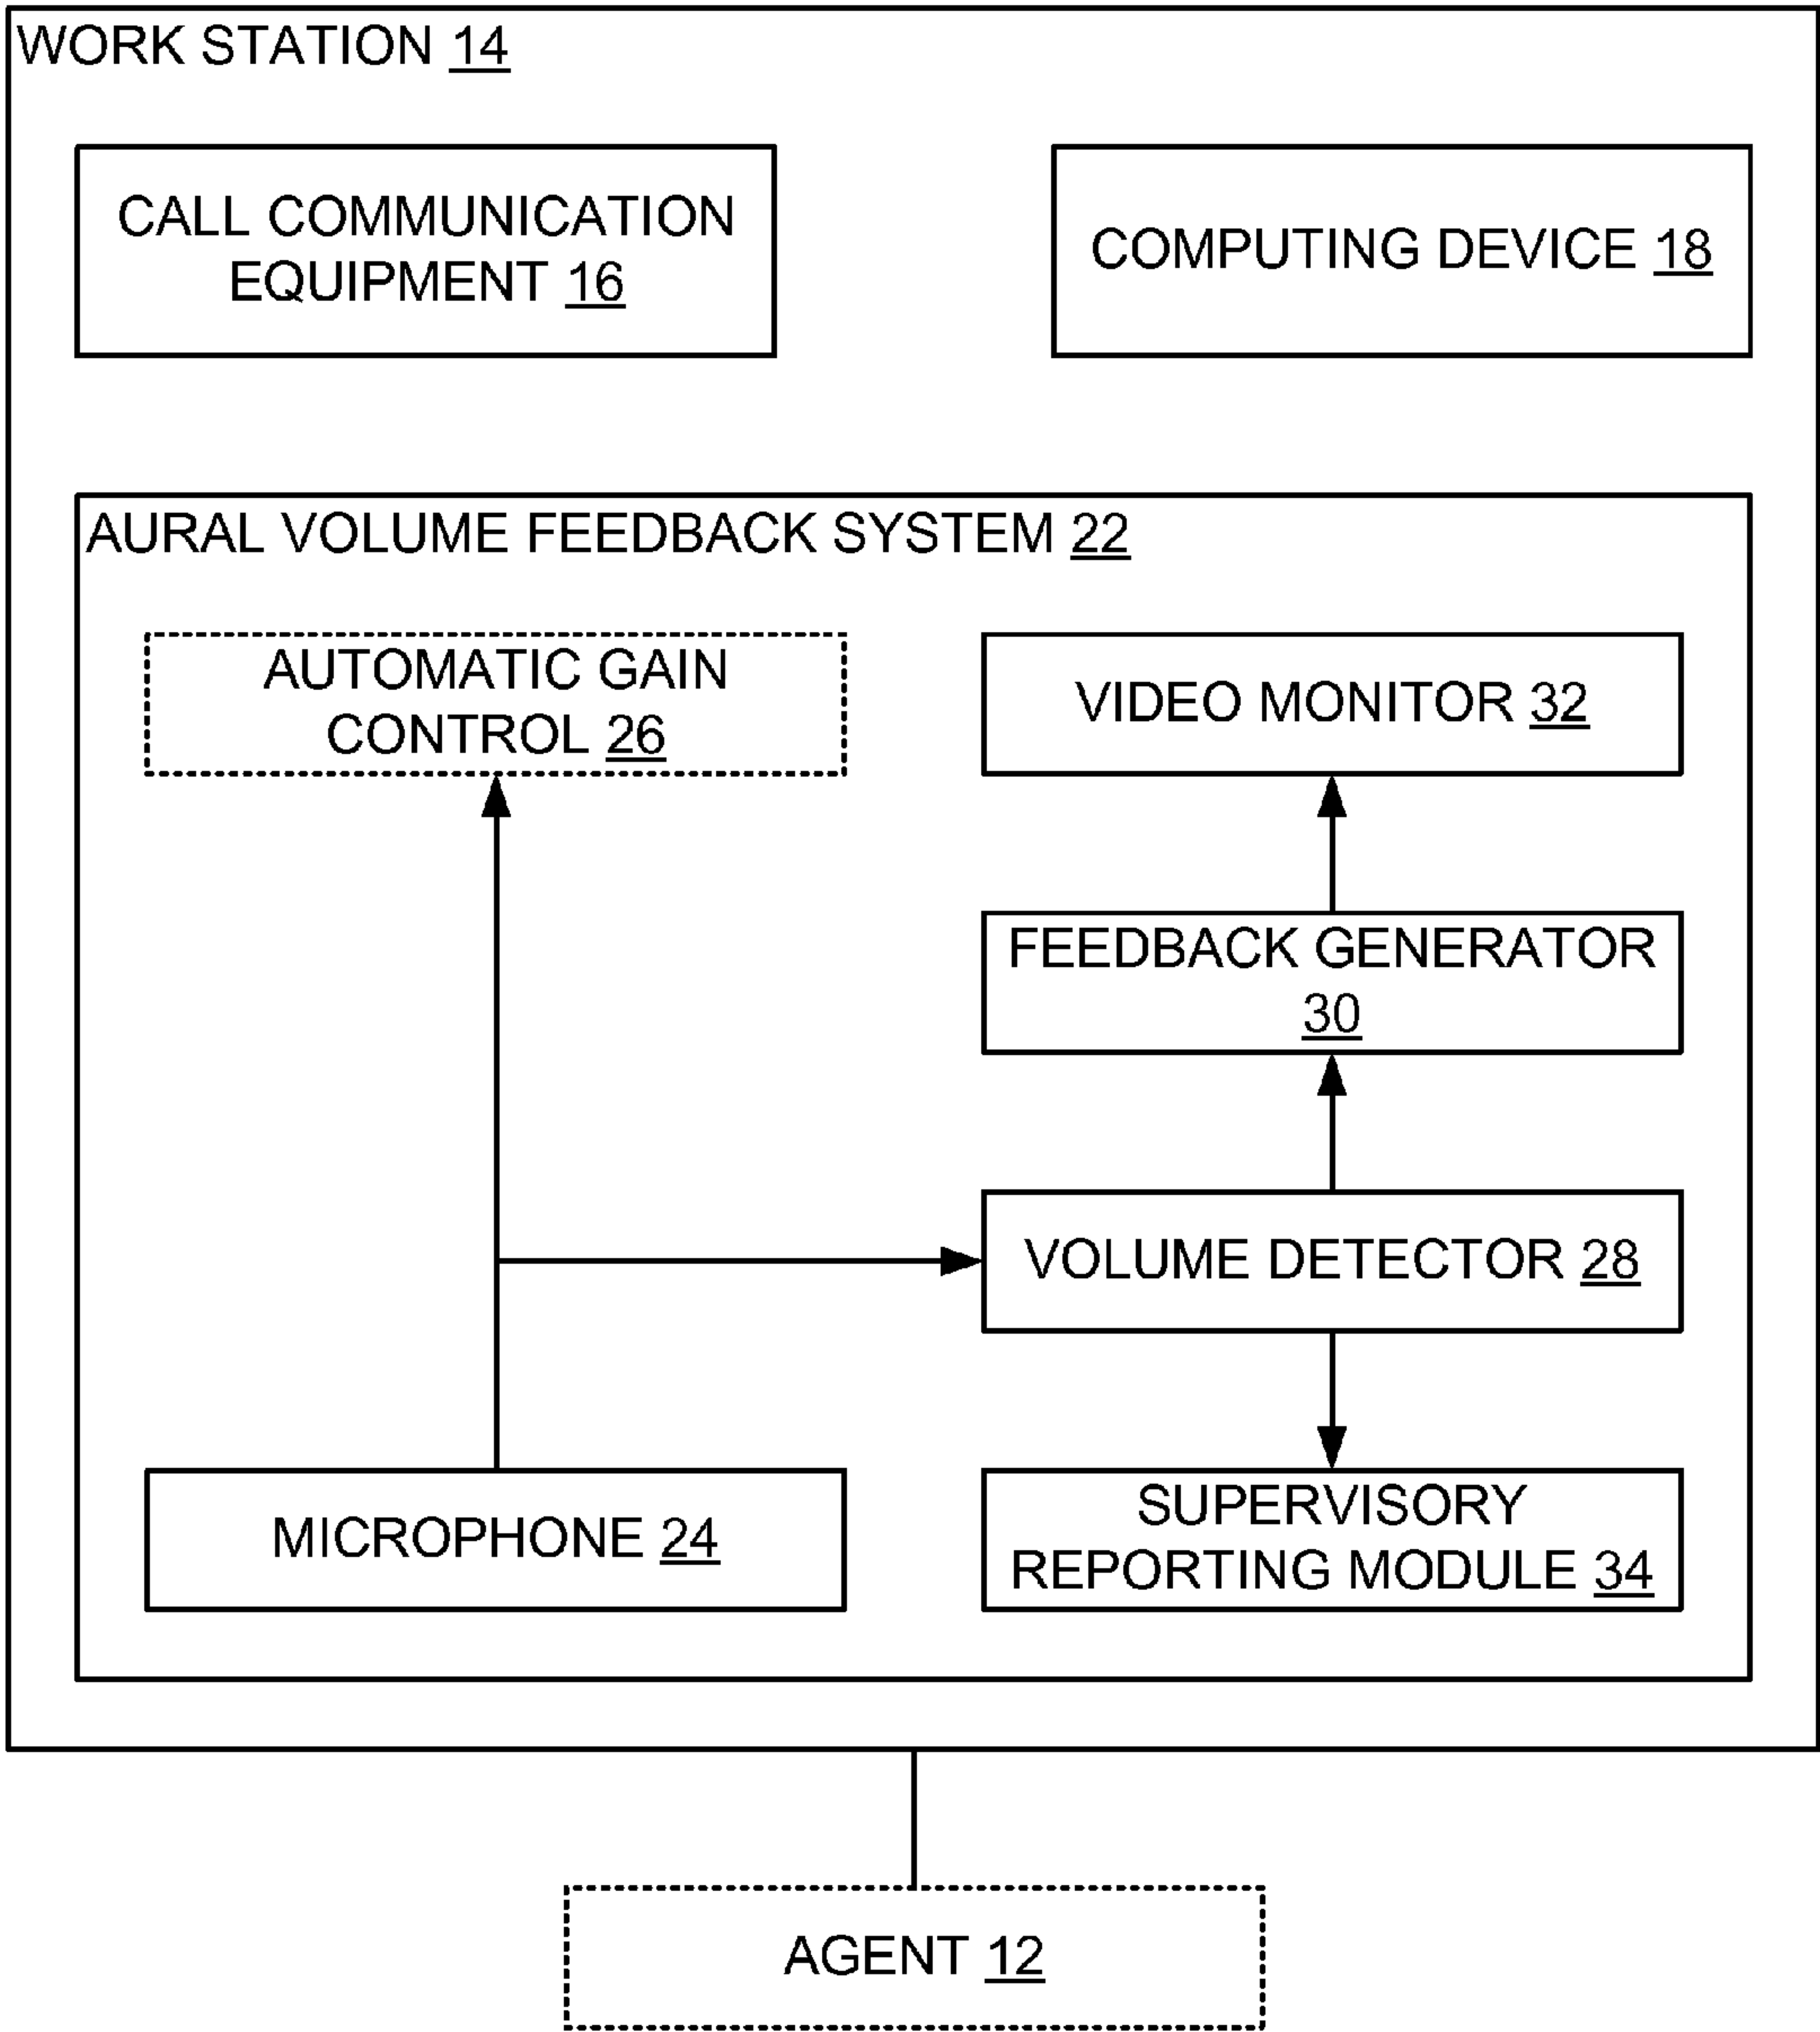 WORK STATION 14
CALL COMMUNICATION
EQUIPMENT 16
COMPUTING DEVICE 18
AURAL VOLUME FEEDBACK SYSTEM 22
AUTOMATIC GAIN
CONTROL 26
VIDEO MONITOR 32
FEEDBACK GENERATOR
30
VOLUME DETECTOR 28
MICROPHONE 24
SUPERVISORY
REPORTING MODULE 34
AGENT 12